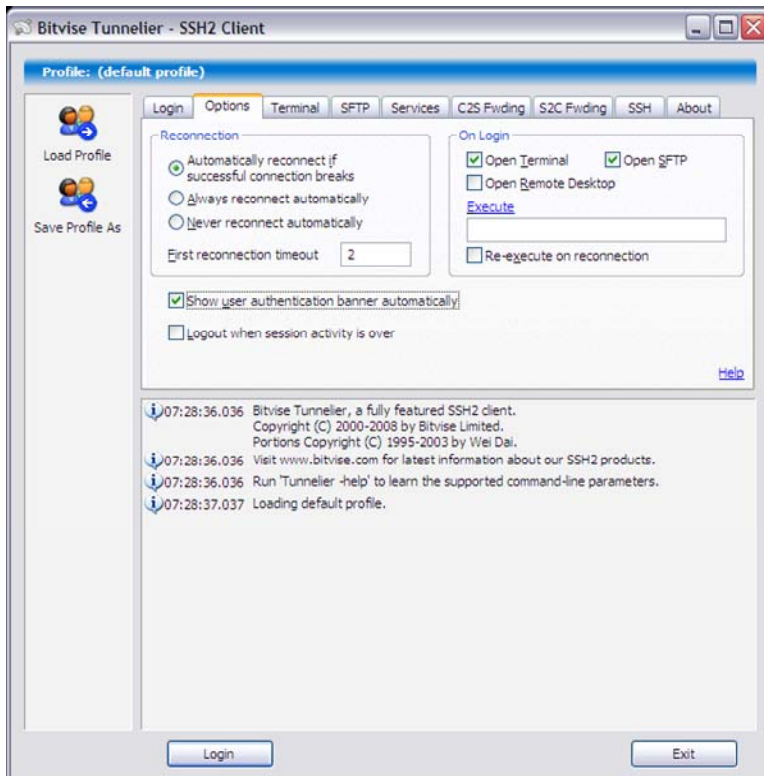 Bitvise Tunnelier - SSH2 Client
Profile: (default profile)
Load Profile
Save Profile As
Login Options Terminal SFTP Services C2S Fwding S2C Fwding SSH About
Reconnection
Automatically reconnect if
successful connection breaks
Always reconnect automatically
Never reconnect automatically
First reconnection timeout 2
On Login
Open Terminal Open SFTP
Open Remote Desktop
Execute
Re-execute on reconnection
Show user authentication banner automatically
Logout when session activity is over
Help
07:28:36.036 Bitvise Tunnelier, a fully featured SSH2 client.
Copyright (C) 2000-2008 by Bitvise Limited.
Portions Copyright (C) 1995-2003 by Wei Dai.
07:28:36.036 Visit www.bitvise.com for latest information about our SSH2 products.
07:28:36.036 Run 'Tunnelier -help' to learn the supported command-line parameters.
07:28:37.037 Loading default profile.
Login Exit